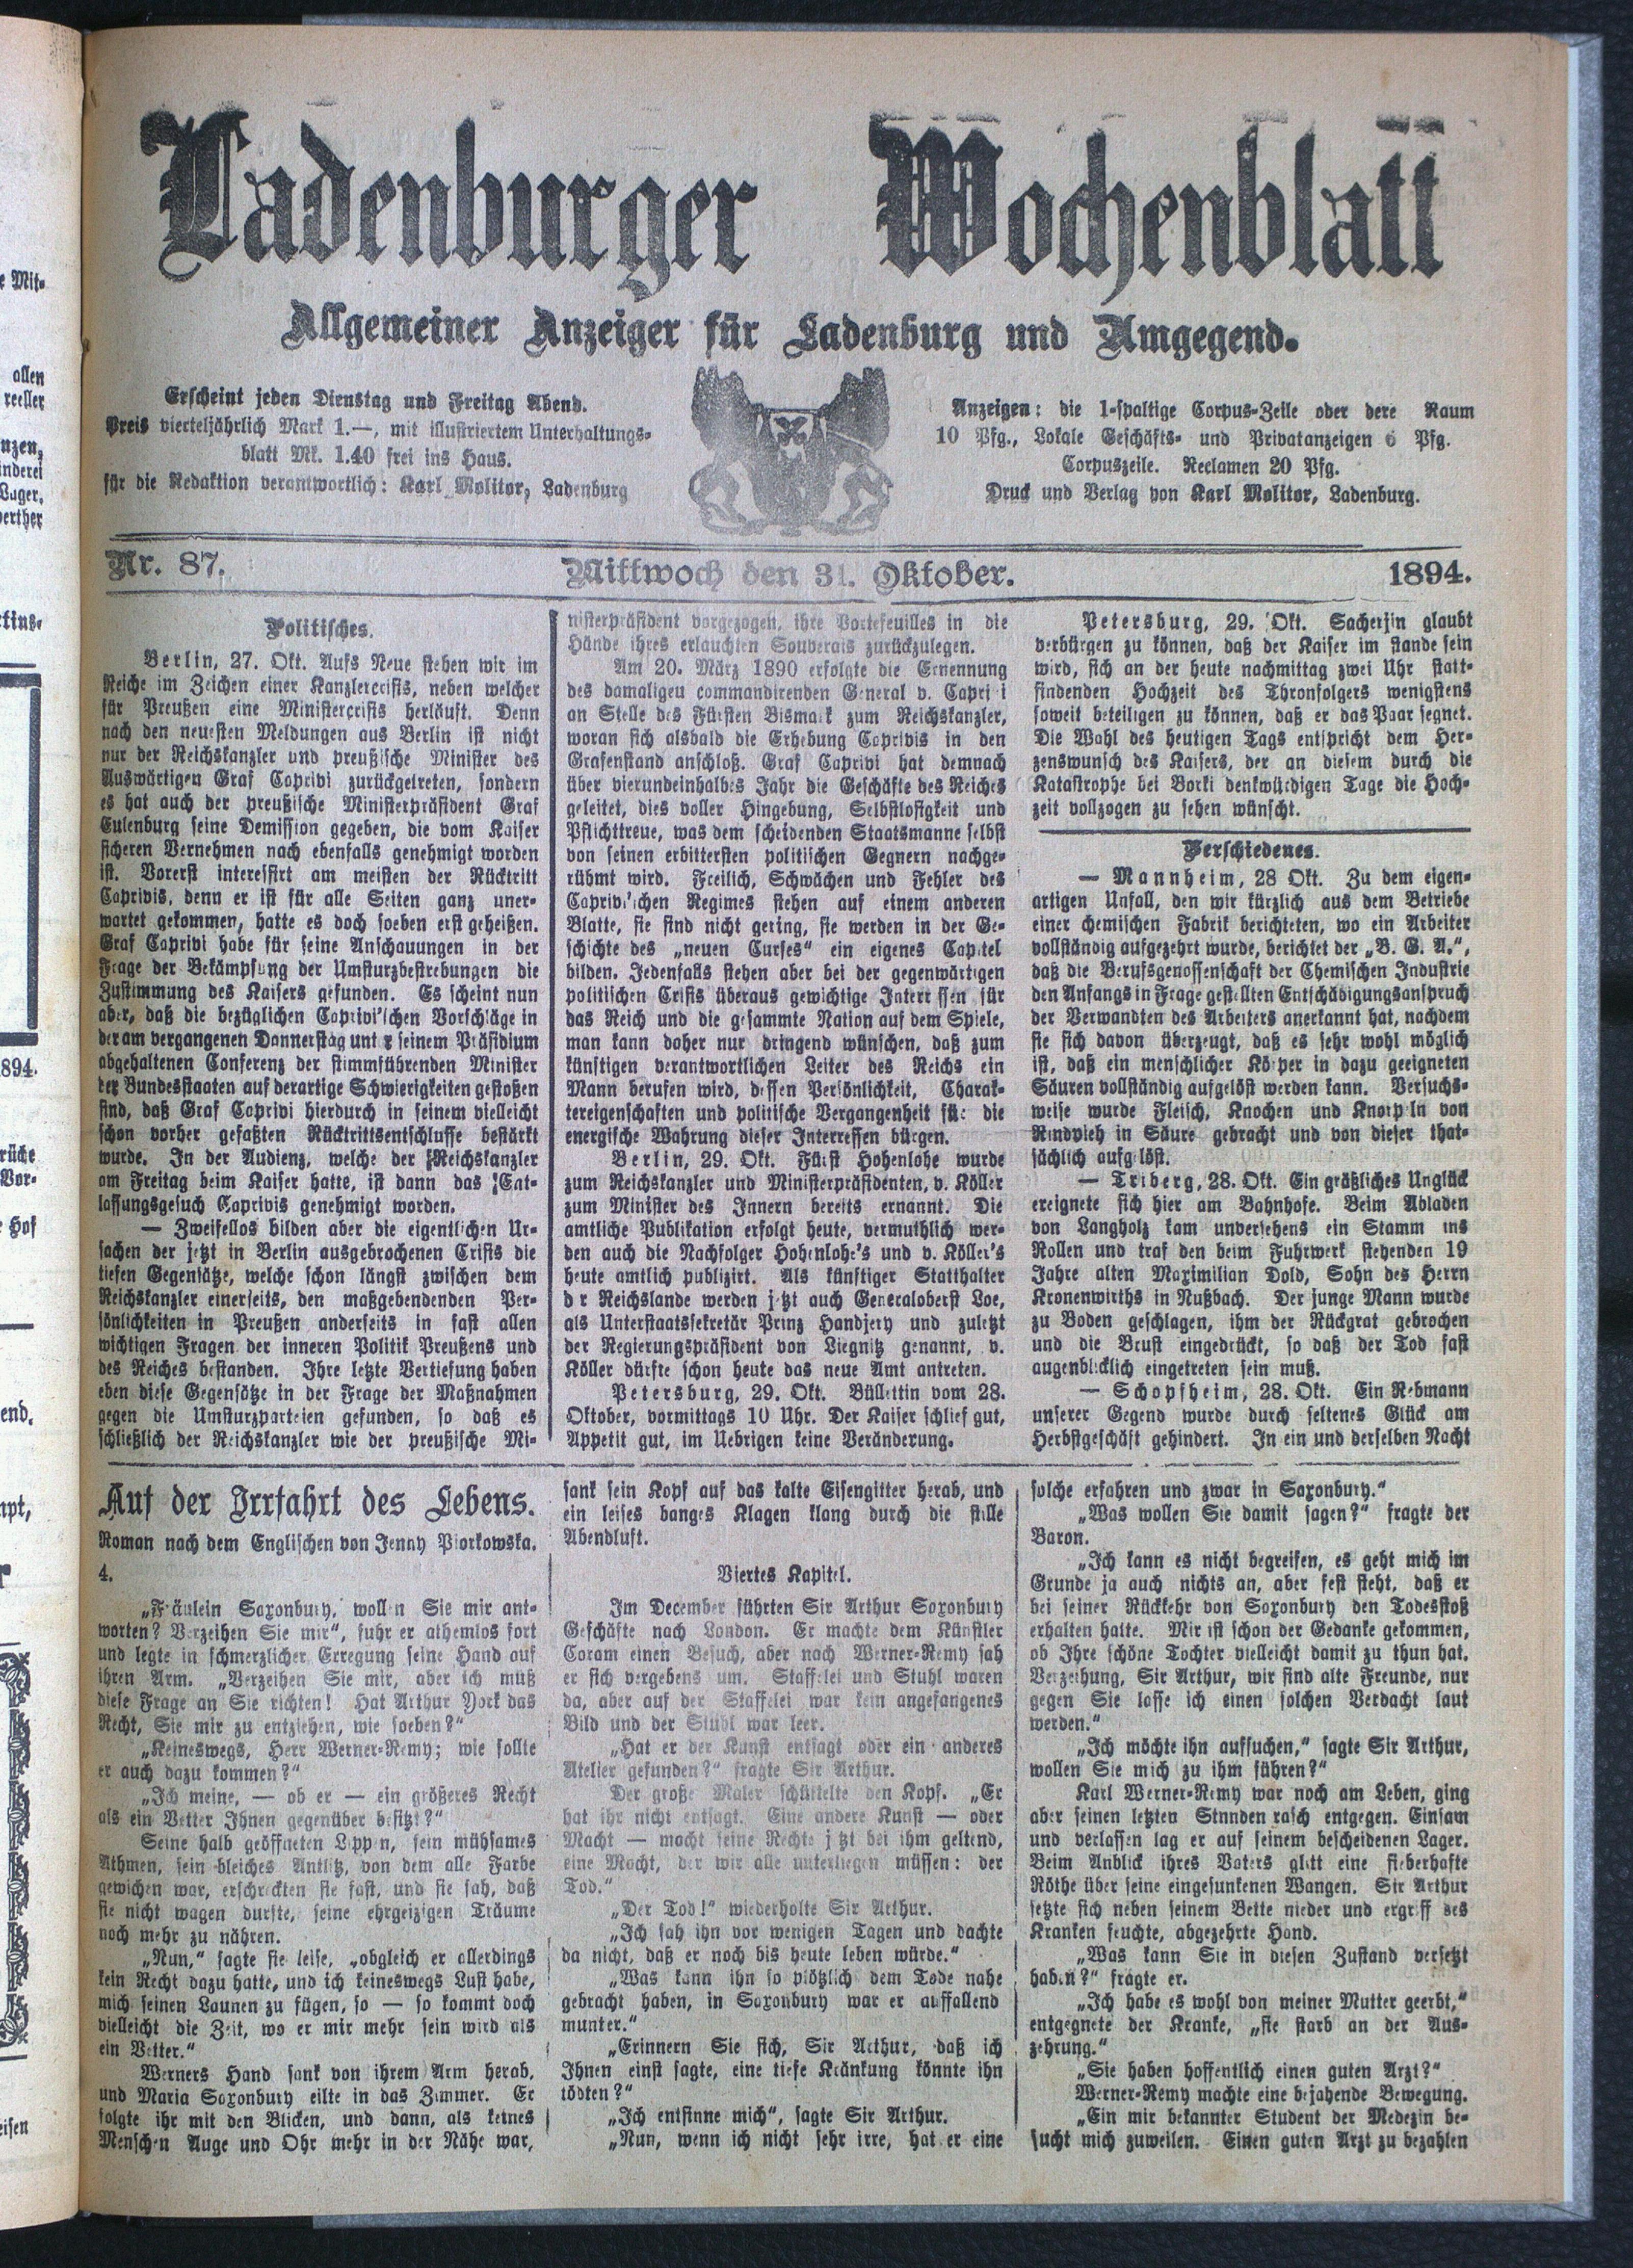 Ladenburger Wochenblatt
Allgemeiner Anzeiger für Ladenburg und Umgegend.
Erscheint jeden Dienstag und Freitag Abend.
Preis vierteljährlich Mark 1.—, mit illustriertem Unterhaltungs-
blatt Mk. 1.40 frei ins Haus.
für die Redaktion verantwortlich: Karl Molitor, Ladenburg
Anzeigen: die 1-spaltige Corpus-Zeile oder dere Raum
10 Pfg., Lokale Geschäfts- und Privatanzeigen 6 Pfg.
Corpuszeile. Reclamen 20 Pfg.
Druck und Verlag von Karl Molitor, Ladenburg.
Nr. 87. Mittwoch den 31. Oktober. 1894.
Politisches.
Berlin, 27. Okt. Aufs Neue stehen wir im
Reiche im Zeichen einer Kanzlercrisis, neben welcher
für Preußen eine Ministercrisis herläuft. Denn
nach den neuesten Meldungen aus Berlin ist nicht
nur der Reichskanzler und preußische Minister des
Auswärtigen Graf Caprivi zurückgetreten, sondern
es hat auch der preußische Ministerpräsident Graf
Eulenburg seine Demission gegeben, die vom Kaiser
sicheren Vernehmen nach ebenfalls genehmigt worden
ist. Vorerst interessirt am meisten der Rücktritt
Caprivis, denn er ist für alle Seiten ganz uner-
wartet gekommen, hatte es doch soeben erst geheißen.
Graf Caprivi habe für seine Anschauungen in der
Frage der Bekämpfung der Umsturzbestrebungen die
Zustimmung des Kaisers gefunden. Es scheint nun
aber, daß die bezüglichen Caprivi'schen Vorschläge in
der am vergangenen Donnerstag unt r seinem Präsidium
abgehaltenen Conferenz der stimmführenden Minister
der Bundesstaaten auf derartige Schwierigkeiten gestoßen
sind, daß Graf Caprivi hierdurch in seinem vielleicht
schon vorher gefaßten Rücktrittsentschlusse bestärkt
wurde. In der Audienz, welche der Reichskanzler
am Freitag beim Kaiser hatte, ist dann das Ent-
lassungsgesuch Caprivis genehmigt worden.
— Zweifellos bilden aber die eigentlichen Ur-
sachen der jetzt in Berlin ausgebrochenen Crisis die
tiefen Gegensätze, welche schon längst zwischen dem
Reichskanzler einerseits, den maßgebendenden Per-
sönlichkeiten in Preußen anderseits in fast allen
wichtigen Fragen der inneren Politik Preußens und
des Reiches bestanden. Ihre letzte Vertiefung haben
eben diese Gegensätze in der Frage der Maßnahmen
gegen die Umsturzparteien gefunden, so daß es
schließlich der Reichskanzler wie der preußische Mi-
nisterpräsident vorgezogen, ihre Portefeuilles in die
Hände ihres erlauchten Souverais zurückzulegen.
Am 20. März 1890 erfolgte die Ernennung
des damaligeu commandirenden General v. Capri i
an Stelle des Fürsten Bismark zum Reichskanzler,
woran sich alsbald die Erhebung Caprivis in den
Grafenstand anschloß. Graf Caprivi hat demnach
über vierundeinhalbes Jahr die Geschäfte des Reiches
geleitet, dies voller Hingebung, Selbstlosigkeit und
Pflichttreue, was dem scheidenden Staatsmanne selbst
von seinen erbittersten politischen Gegnern nachge-
rühmt wird. Freilich, Schwächen und Fehler des
Caprivi'schen Regimes stehen auf einem anderen
Blatte, sie sind nicht gering, sie werden in der Ge-
schichte des „neuen Curses“ ein eigenes Capitel
bilden. Jedenfalls stehen aber bei der gegenwärtigen
politischen Crisis überaus gewichtige Interr ssen für
das Reich und die gesammte Nation auf dem Spiele,
man kann daher nur dringend wünschen, daß zum
künstigen verantwortlichen Leiter des Reichs ein
Mann berufen wird, dessen Persönlichkeit, Charak-
tereigenschaften und politische Vergangenheit für die
energische Wahrung dieser Interressen bürgen.
Berlin, 29. Okt. Fürst Hohenlohe wurde
zum Reichskanzler und Ministerpräsidenten, v. Köller
zum Minister des Innern bereits ernannt. Die
amtliche Publikation erfolgt heute, vermuthlich wer-
den auch die Nachfolger Hohenlohe's und v. Köller's
heute amtlich publizirt. Als künftiger Statthalter
d r Reichslande werden jetzt auch Generaloberst Loe,
als Unterstaatssekretär Prinz Handjery und zuletzt
der Regierungspräsident von Liegnitz genannt, v.
Köller dürfte schon heute das neue Amt antreten.
Petersburg, 29. Okt. Büllettin vom 28.
Oktober, vormittags 10 Uhr. Der Kaiser schlief gut,
Appetit gut, im Uebrigen keine Veränderung.
Petersburg, 29. Okt. Sacherjin glaubt
verbürgen zu können, daß der Kaiser im stande sein
wird, sich an der heute nachmittag zwei Uhr statt-
findenden Hochzeit des Thronfolgers wenigstens
soweit beteiligen zu können, daß er das Paar segnet.
Die Wahl des heutigen Tags entspricht dem Her-
zenswunsch des Kaisers, der an diesem durch die
Katastrophe bei Borki denkwürdigen Tage die Hoch-
zeit vollzogen zu sehen wünscht.
Verschiedenes.
— Mannheim, 28 Okt. Zu dem eigen-
artigen Unfall, den wir kürzlich aus dem Betriebe
einer chemischen Fabrik berichteten, wo ein Arbeiter
vollständig aufgezehrt wurde, berichtet der „B. G. A.“,
daß die Berufsgenossenschaft der Chemischen Industrie
den Anfangs in Frage gestellten Entschädigungsanspruch
der Verwandten des Arbeiters anerkannt hat, nachdem
sie sich davon überzeugt, daß es sehr wohl möglich
ist, daß ein menschlicher Körper in dazu geeigneten
Säuren vollständig aufgelöst werden kann. Versuchs-
weise wurde Fleisch, Knochen und Knorp ln von
Rindvieh in Säure gebracht und von dieser that-
sächlich aufgelöst.
— Triberg, 28. Okt. Ein gräßliches Unglück
ereignete sich hier am Bahnhofe. Beim Abladen
von Langholz kam unversehens ein Stamm ins
Rollen und traf den beim Fuhrwerk stehenden 19
Jahre alten Maximilian Dold, Sohn des Herrn
Kronenwirths in Nußbach. Der junge Mann wurde
zu Boden geschlagen, ihm der Rückgrat gebrochen
und die Brust eingedrückt, so daß der Tod fast
augenblicklich eingetreten sein muß.
— Schopfheim, 28. Okt. Ein Rebmann
unserer Gegend wurde durch seltenes Glück am
Herbstgeschäft gehindert. In ein und derselben Nacht
Auf der Irrfahrt des Lebens.
Roman nach dem Englischen von Jenny Piorkowska.
4.
„Fräulein Saxonbury, woll n Sie mir ant-
worten? Verzeihen Sie mir“, fuhr er athemlos fort
und legte in schmerzlicher Erregung seine Hand auf
ihren Arm. „Verzeihen Sie mir, aber ich muß
diese Frage an Sie richten! Hat Arthur York das
Recht, Sie mir zu entziehen, wie soeben?“
„Keineswegs, Herr Werner-Remy; wie sollte
er auch dazu kommen?“
„Ich meine, — ob er — ein größeres Recht
als ein Vetter Ihnen gegenüber besitzt?“
Seine halb geöffneten Lippen, sein mühsames
Athmen, sein bleiches Antlitz, von dem alle Farbe
gewichen war, erschreckten sie fast, und sie sah, daß
sie nicht wagen durfte, seine ehrgeizigen Träume
noch mehr zu nähren.
„Nun,“ sagte sie leise, „obgleich er allerdings
kein Recht dazu hatte, und ich keineswegs Lust habe,
mich seinen Launen zu fügen, so — so kommt doch
vielleicht die Zeit, wo er mir mehr sein wird als
ein Vetter.“
Werners Hand sank von ihrem Arm herab,
und Maria Saxonbury eilte in das Zimmer. Er
folgte ihr mit den Blicken, und dann, als keines
Menschen Auge und Ohr mehr in der Nähe war,
sank sein Kopf auf das kalte Eisengitter herab, und
ein leises banges Klagen klang durch die stille
Abendluft.
Viertes Kapitel.
Im December führten Sir Arthur Saxonbury
Geschäfte nach London. Er machte dem Künstler
Coram einen Besuch, aber nach Werner-Remy sah
er sich vergebens um. Staffelei und Stuhl waren
da, aber auf der Staffelei war kein angefangenes
Bild und der Stuhl war leer.
„Hat er der Kunst entsagt oder ein anderes
Atelier gefunden?“ fragte Sir Arthur.
Der große Maler schüttelte den Kopf. „Er
hat ihr nicht entsagt. Eine andere Kunst — oder
Macht — macht seine Rechte j tzt bei ihm geltend,
eine Macht, der wir alle unterliegen müssen: der
Tod.“
„Der Tod!“ wiederholte Sir Arthur.
„Ich sah ihn vor wenigen Tagen und dachte
da nicht, daß er noch bis heute leben würde.“
„Was kann ihn so plötzlich dem Tode nahe
gebracht haben, in Saxonbury war er auffallend
munter.“
„Erinnern Sie sich, Sir Arthur, daß ich
Ihnen einst sagte, eine tiefe Kränkung könnte ihn
tödten?“
„Ich entsinne mich“, sagte Sir Arthur.
„Nun, wenn ich nicht sehr irre, hat er eine
solche erfahren und zwar in Saxonbury.“
„Was wollen Sie damit sagen?“ fragte der
Baron.
„Ich kann es nicht begreifen, es geht mich im
Grunde ja auch nichts an, aber fest steht, daß er
bei seiner Rückkehr von Saxonbury den Todesstoß
erhalten hatte. Mir ist schon der Gedanke gekommen,
ob Ihre schöne Tochter vielleicht damit zu thun hat.
Verzeihung, Sir Arthur, wir sind alte Freunde, nur
gegen Sie lasse ich einen solchen Verdacht laut
werden.“
„Ich möchte ihn aufsuchen,“ sagte Sir Arthur,
wollen Sie mich zu ihm führen?“
Karl Werner-Remy war noch am Leben, ging
aber seinen letzten Stnnden rasch entgegen. Einsam
und verlassen lag er auf seinem bescheidenen Lager.
Beim Anblick ihres Vaters glitt eine fieberhafte
Röthe über seine eingesunkenen Wangen. Sir Arthur
setzte sich neben seinem Bette nieder und ergriff des
Kranken feuchte, abgezehrte Hand.
„Was kann Sie in diesen Zustand versetzt
haben?“ fragte er.
„Ich habe es wohl von meiner Mutter geerbt,“
entgegnete der Kranke, „sie starb an der Aus-
zehrung.“
„Sie haben hoffentlich einen guten Arzt?“
Werner-Remy machte eine bejahende Bewegung.
„Ein mir bekannter Student der Medezin be-
sucht mich zuweilen. Einen guten Arzt zu bezahlen